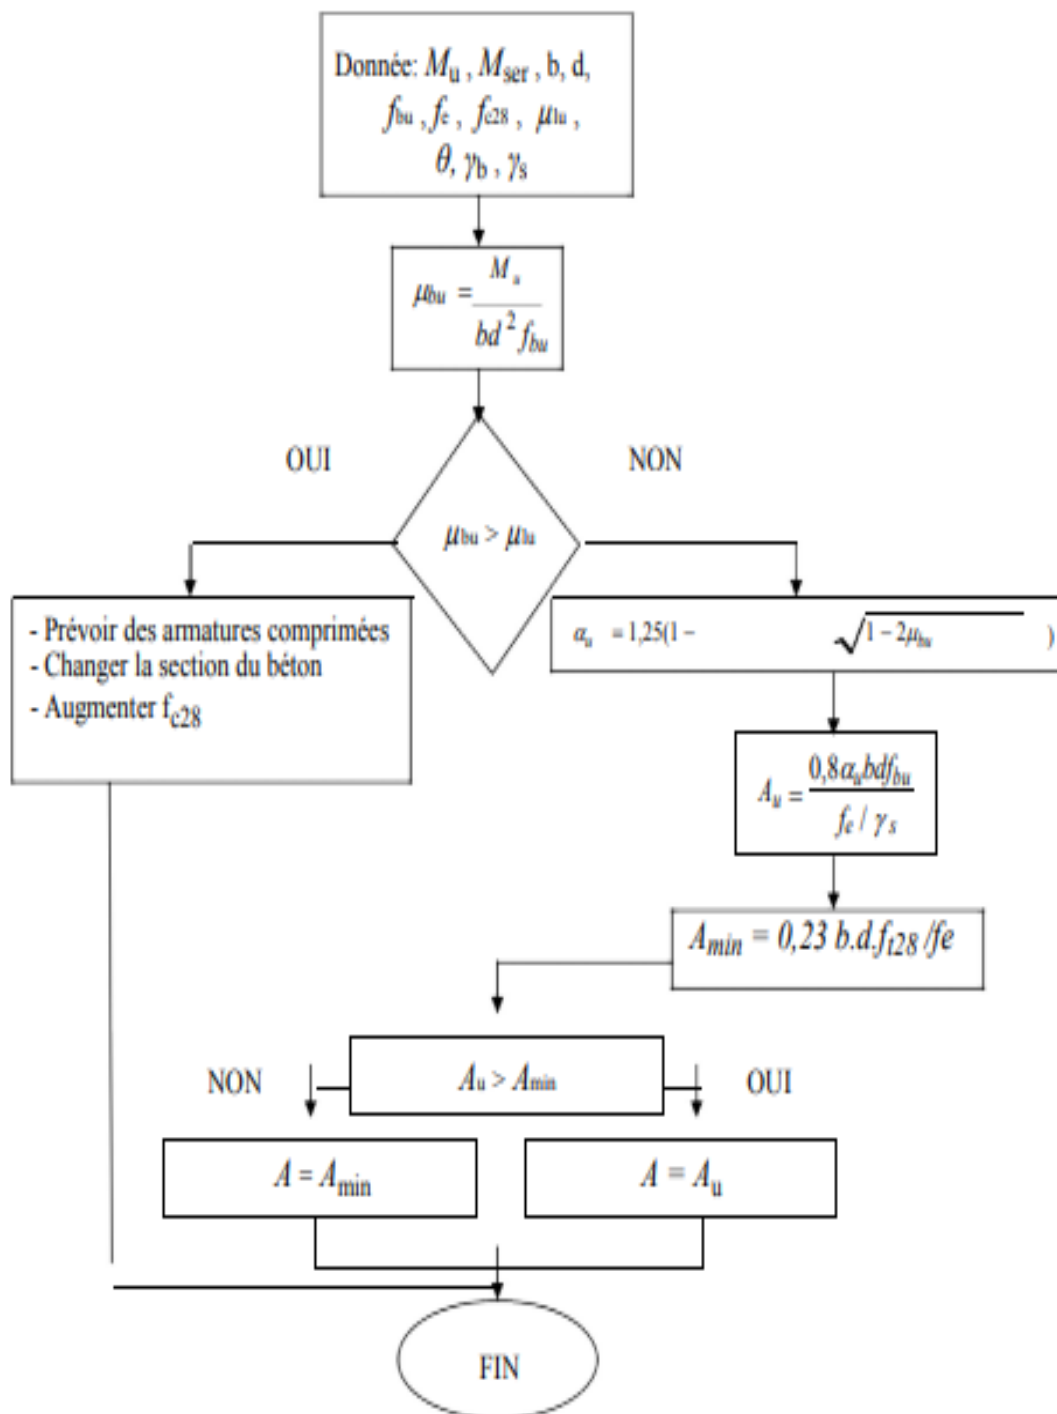 Donnée: Mu , Mser , b, d,
fbu , fe , fc28 , μlu ,
θ, γb , γs
μbu = Mu / bd² fbu
OUI
NON
μbu > μlu
- Prévoir des armatures comprimées
- Changer la section du béton
- Augmenter fc28
αu = 1,25(1 − √1 − 2μbu )
Au = 0,8αubdfbu / fe / γs
Amin = 0,23 b.d.ft28 /fe
NON
Au > Amin
OUI
A = Amin
A = Au
FIN